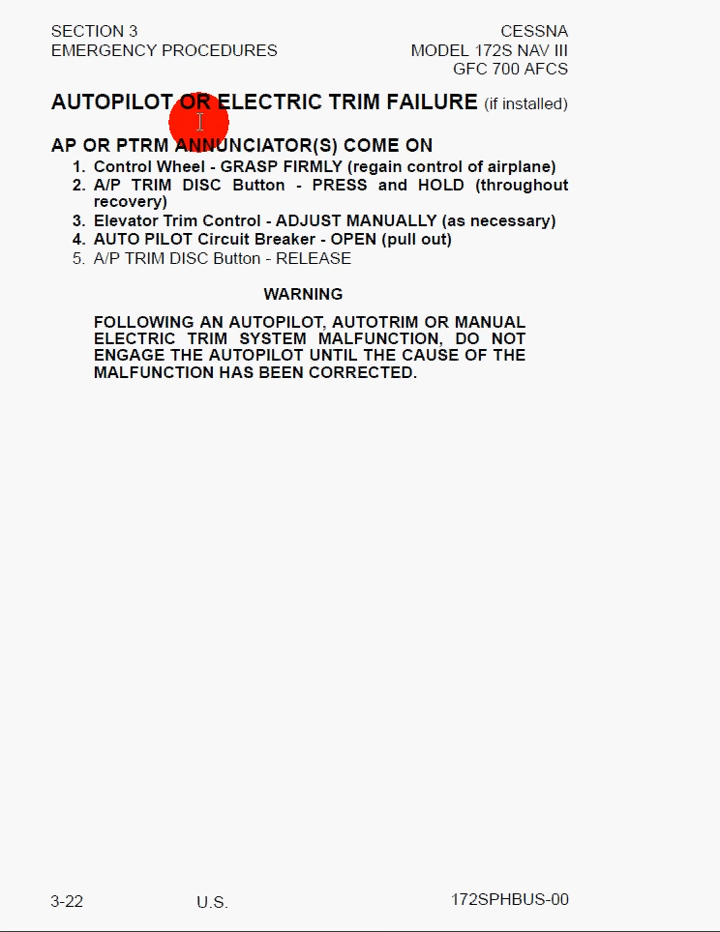 SECTION 3
EMERGENCY PROCEDURES
CESSNA
MODEL 172S NAV III
GFC 700 AFCS
AUTOPILOT OR ELECTRIC TRIM FAILURE (if installed)
AP OR PTRM ANNUNCIATOR(S) COME ON
1. Control Wheel - GRASP FIRMLY (regain control of airplane)
2. A/P TRIM DISC Button - PRESS and HOLD (throughout
recovery)
3. Elevator Trim Control - ADJUST MANUALLY (as necessary)
4. AUTO PILOT Circuit Breaker - OPEN (pull out)
5. A/P TRIM DISC Button - RELEASE
WARNING
FOLLOWING AN AUTOPILOT, AUTOTRIM OR MANUAL
ELECTRIC TRIM SYSTEM MALFUNCTION, DO NOT
ENGAGE THE AUTOPILOT UNTIL THE CAUSE OF THE
MALFUNCTION HAS BEEN CORRECTED.
3-22
U.S.
172SPHBUS-00